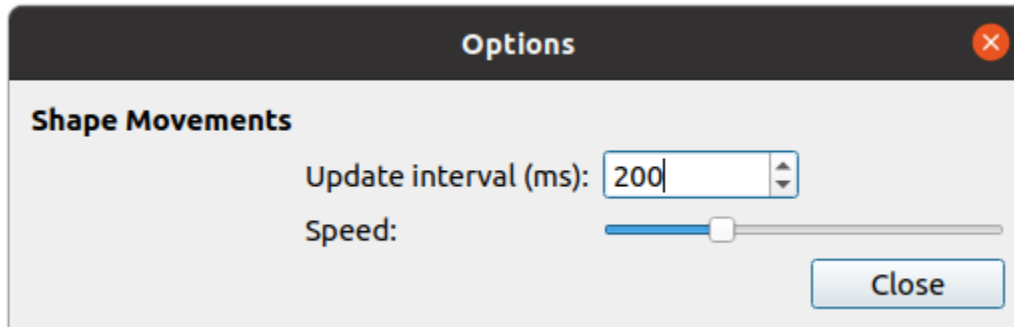 Options
Shape Movements
Update interval (ms): 200
Speed:
Close